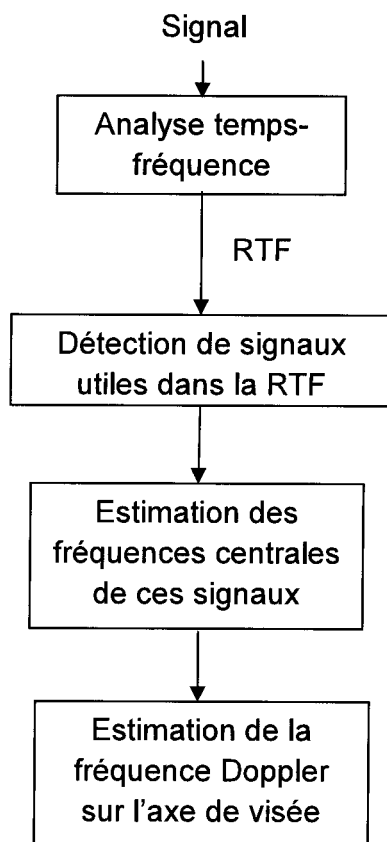 Signal
Analyse temps-
fréquence
RTF
Détection de signaux
utiles dans la RTF
Estimation des
fréquences centrales
de ces signaux
Estimation de la
fréquence Doppler
sur l'axe de visée